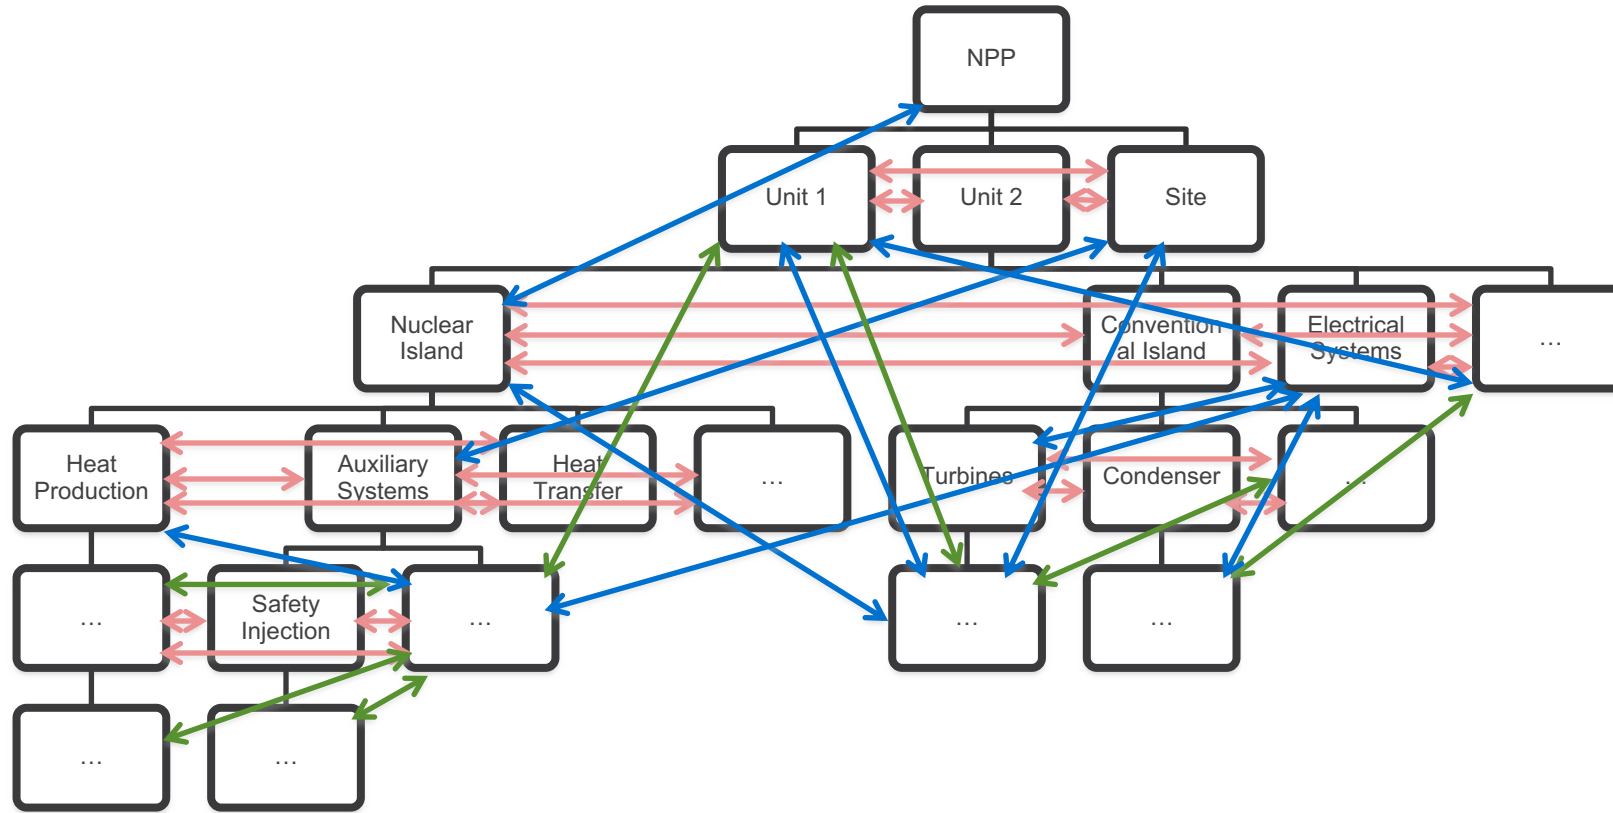 NPP
Unit 1
Unit 2
Site
Nuclear
Island
Convention
al Island
Electrical
Systems
…
Heat
Production
Auxiliary
Systems
Heat
Transfer
…
Turbines
Condenser
…
…
Safety
Injection
…
…
…
…
…